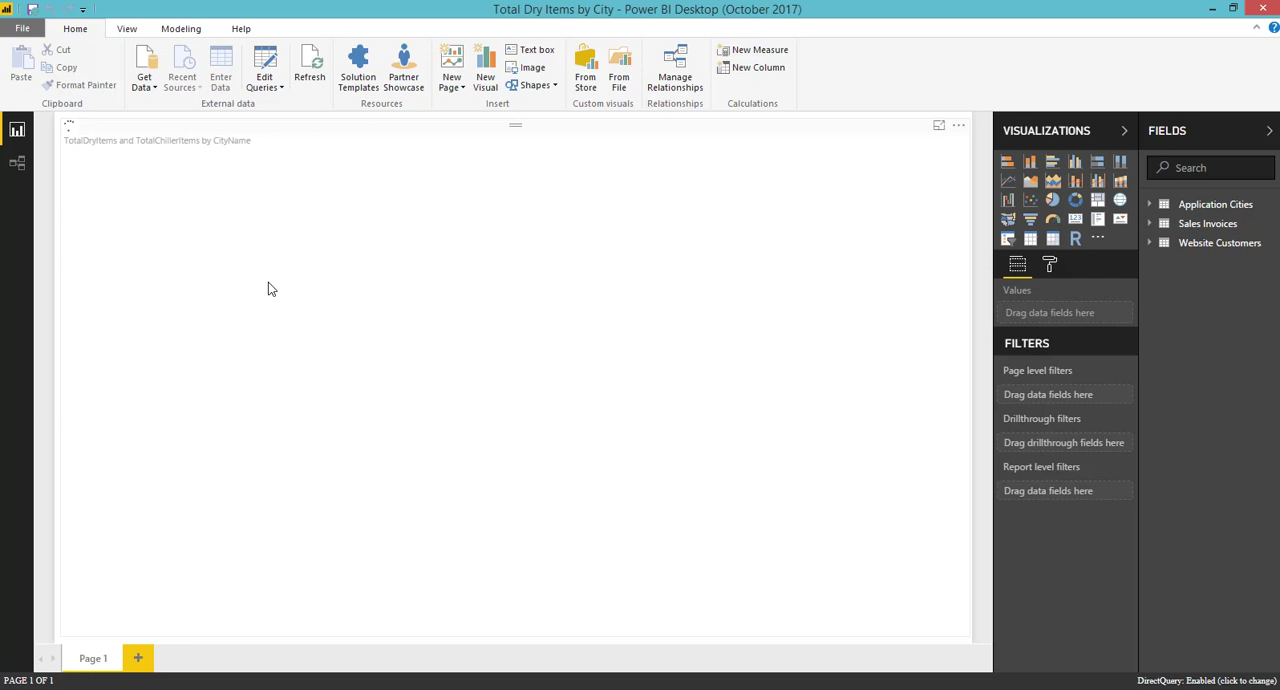 Total Dry Items by City - Power BI Desktop (October 2017)
File Home View Modeling Help
Paste
Cut
Copy
Format Painter
Clipboard
Get Data
Recent Sources
Enter Data
Edit Queries
Refresh
External data
Solution Templates
Partner Showcase
Resources
New Page
New Visual
Text box
Image
Shapes
Insert
From Store
From File
Custom visuals
Manage Relationships
Relationships
New Measure
New Column
Calculations
TotalDryItems and TotalChillerItems by CityName
VISUALIZATIONS
Values
Drag data fields here
FILTERS
Page level filters
Drag data fields here
Drillthrough filters
Drag drillthrough fields here
Report level filters
Drag data fields here
FIELDS
Search
Application Cities
Sales Invoices
Website Customers
Page 1
PAGE 1 OF 1
DirectQuery: Enabled (click to change)